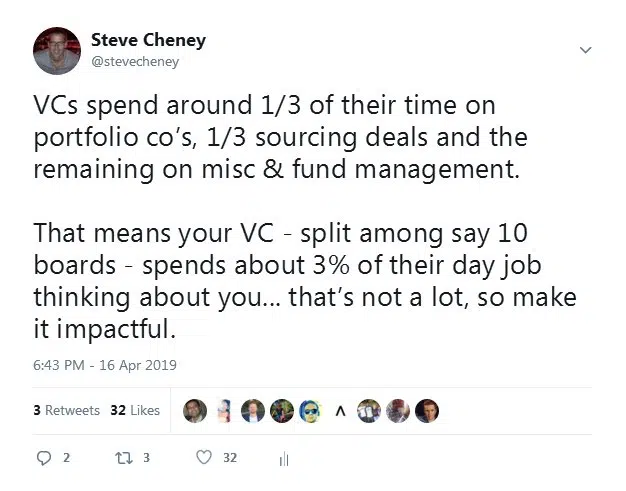 Steve Cheney
@stevecheney
VCs spend around 1/3 of their time on
portfolio co’s, 1/3 sourcing deals and the
remaining on misc & fund management.
That means your VC - split among say 10
boards - spends about 3% of their day job
thinking about you... that’s not a lot, so make
it impactful.
6:43 PM - 16 Apr 2019
3 Retweets 32 Likes
2 3 32